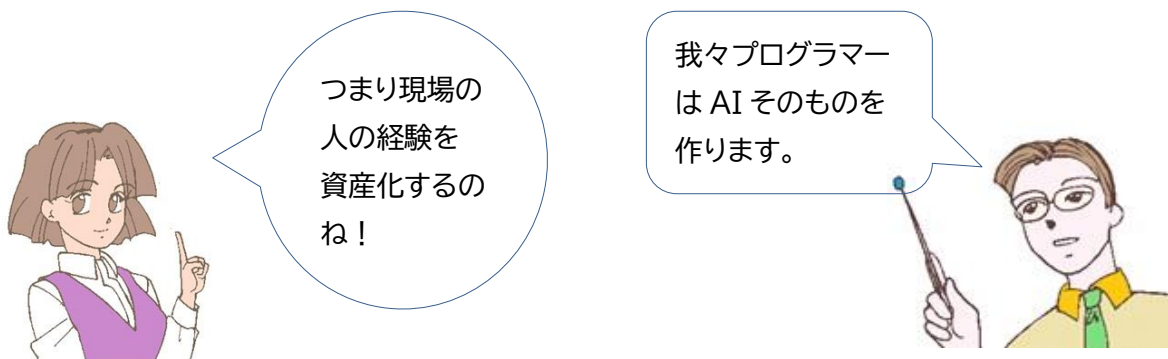 つまり現場の
人の経験を
資産化するの
ね！
我々プログラマー
は AI そのものを
作ります。